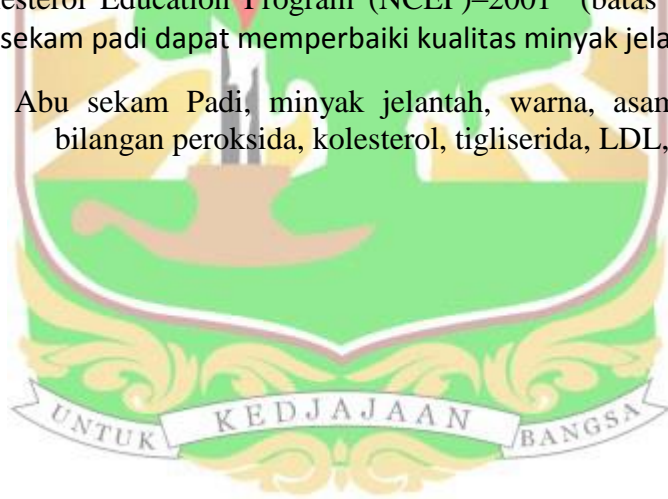 esterol Education Program (NCEP)–2001 (batas
sekam padi dapat memperbaiki kualitas minyak jela
Abu sekam Padi, minyak jelantah, warna, asam
bilangan peroksida, kolesterol, tigliserida, LDL,
UNTUK KEDJAJAAN BANGSA